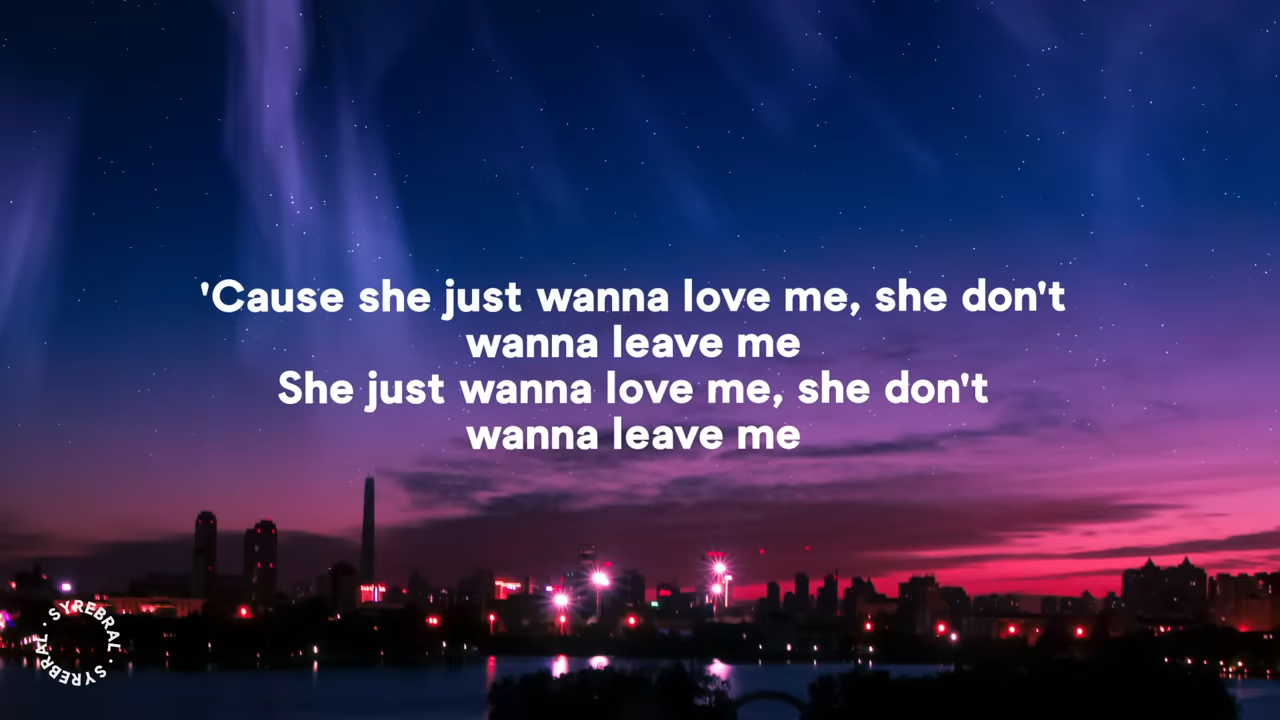 'Cause she just wanna love me, she don't
wanna leave me
She just wanna love me, she don't
wanna leave me
SYREBRAL · SYREBRAL ·